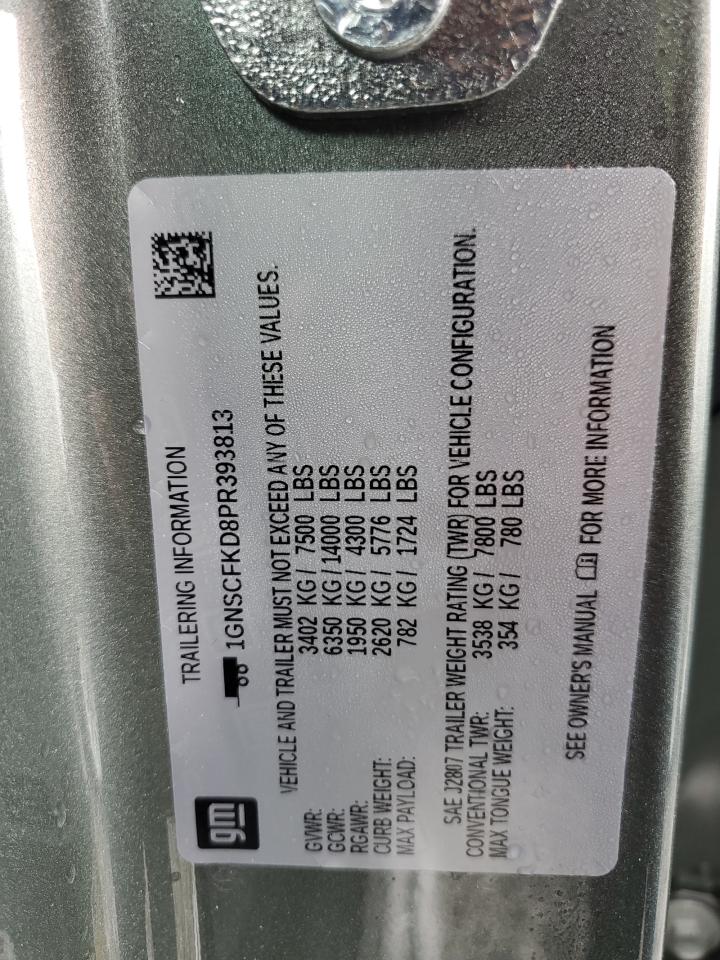 gm
TRAILERING INFORMATION
1GNSCFKD8PR393813
VEHICLE AND TRAILER MUST NOT EXCEED ANY OF THESE VALUES.
GVWR: 3402 KG / 7500 LBS
GCWR: 6350 KG / 14000 LBS
RGAWR: 1950 KG / 4300 LBS
CURB WEIGHT: 2620 KG / 5776 LBS
MAX PAYLOAD: 782 KG / 1724 LBS
SAE J2807 TRAILER WEIGHT RATING (TWR) FOR VEHICLE CONFIGURATION.
CONVENTIONAL TWR: 3538 KG / 7800 LBS
MAX TONGUE WEIGHT: 354 KG / 780 LBS
SEE OWNER'S MANUAL FOR MORE INFORMATION